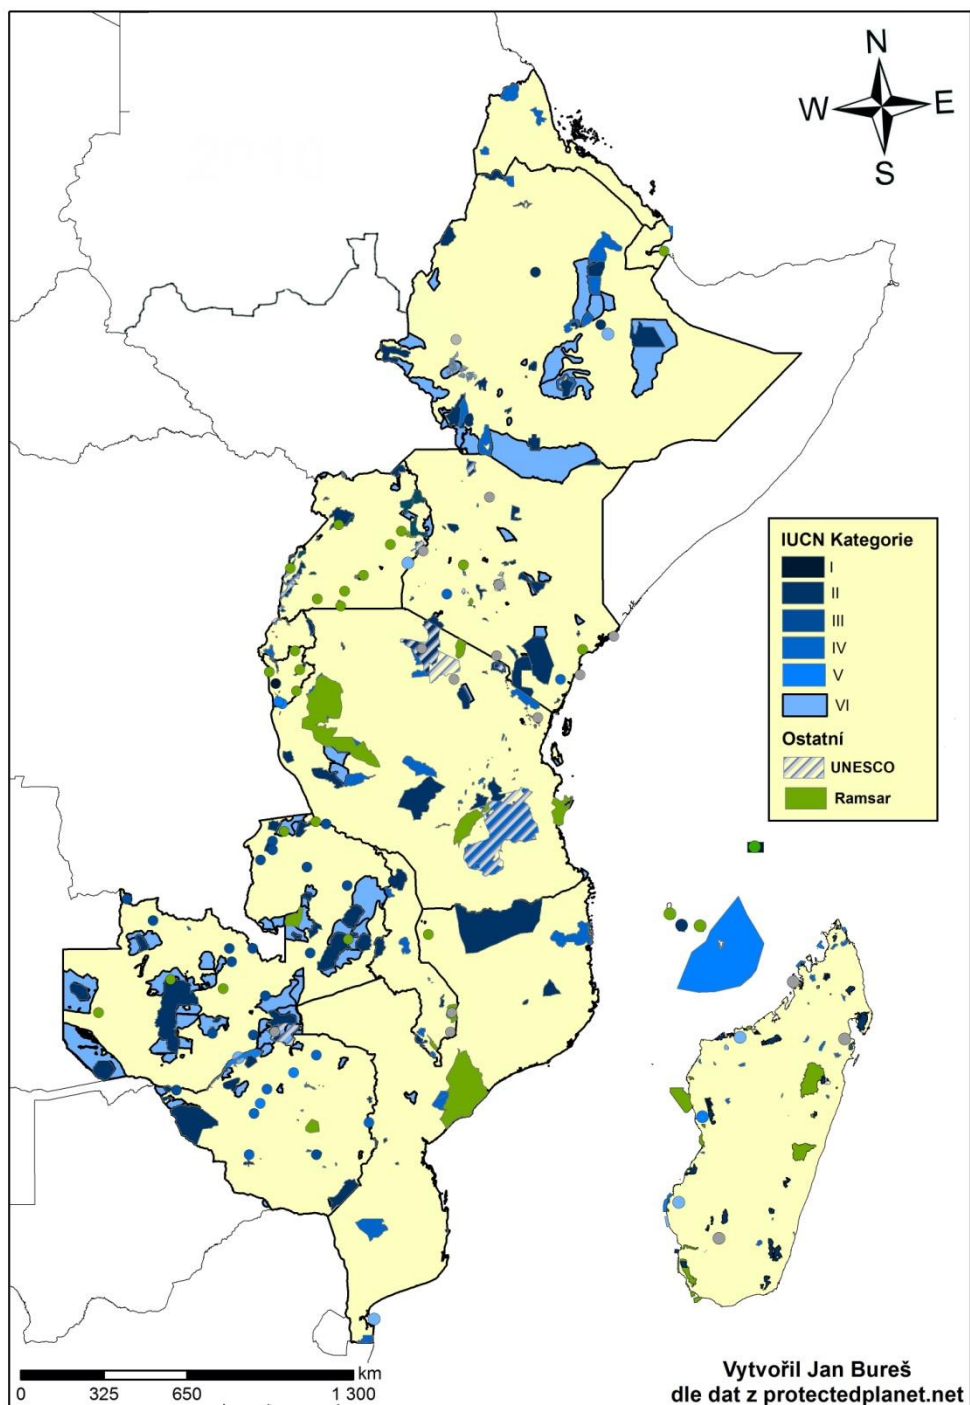 N
W E
S
IUCN Kategorie
I
II
III
IV
V
VI
Ostatní
UNESCO
Ramsar
km
0 325 650 1 300
Vytvořil Jan Bureš
dle dat z protectedplanet.net